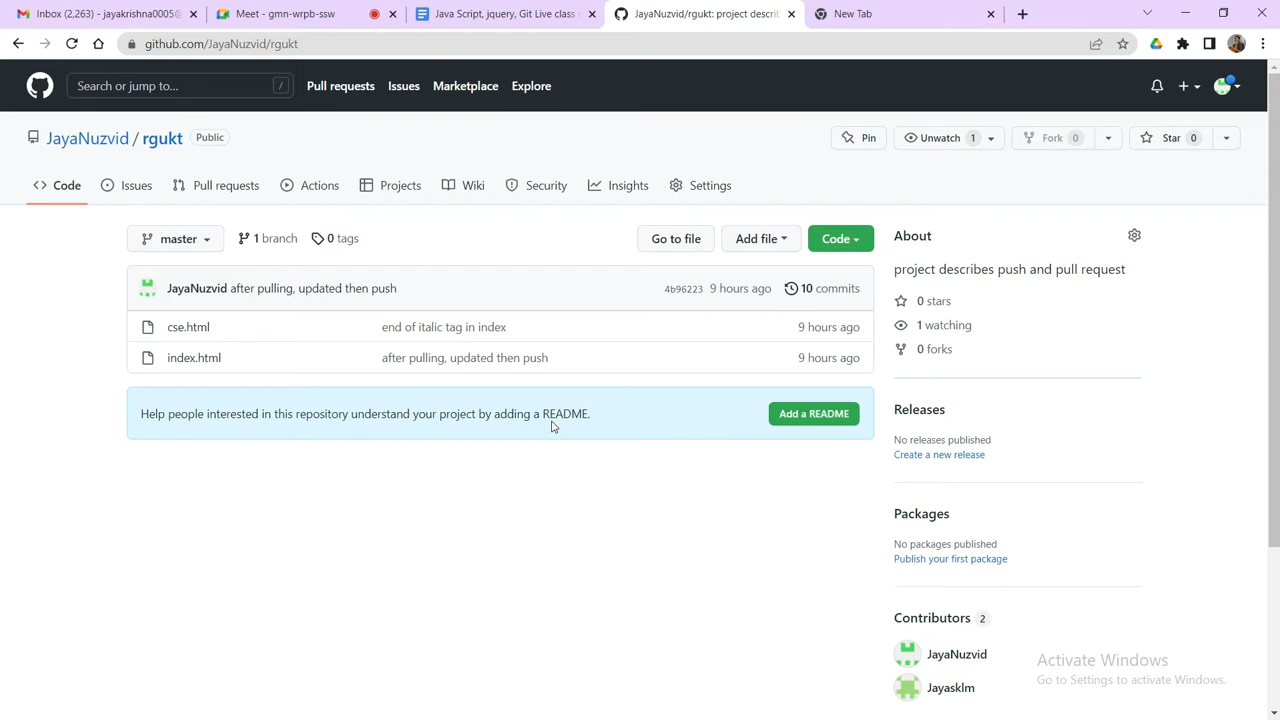 Inbox (2,263) - jayakrishna0005@
Meet - gmn-wrpb-ssw
Java Script, jquery, Git Live class
JayaNuzvid/rgukt: project descri
New Tab
github.com/JayaNuzvid/rgukt
Search or jump to...
/
Pull requests
Issues
Marketplace
Explore
JayaNuzvid / rgukt
Public
Pin
Unwatch 1
Fork 0
Star 0
Code
Issues
Pull requests
Actions
Projects
Wiki
Security
Insights
Settings
master
1 branch
0 tags
Go to file
Add file
Code
About
project describes push and pull request
JayaNuzvid after pulling, updated then push
4b96223 9 hours ago
10 commits
cse.html
end of italic tag in index
9 hours ago
index.html
after pulling, updated then push
9 hours ago
0 stars
1 watching
0 forks
Help people interested in this repository understand your project by adding a README.
Add a README
Releases
No releases published
Create a new release
Packages
No packages published
Publish your first package
Contributors 2
JayaNuzvid
Jayasklm
Activate Windows
Go to Settings to activate Windows.